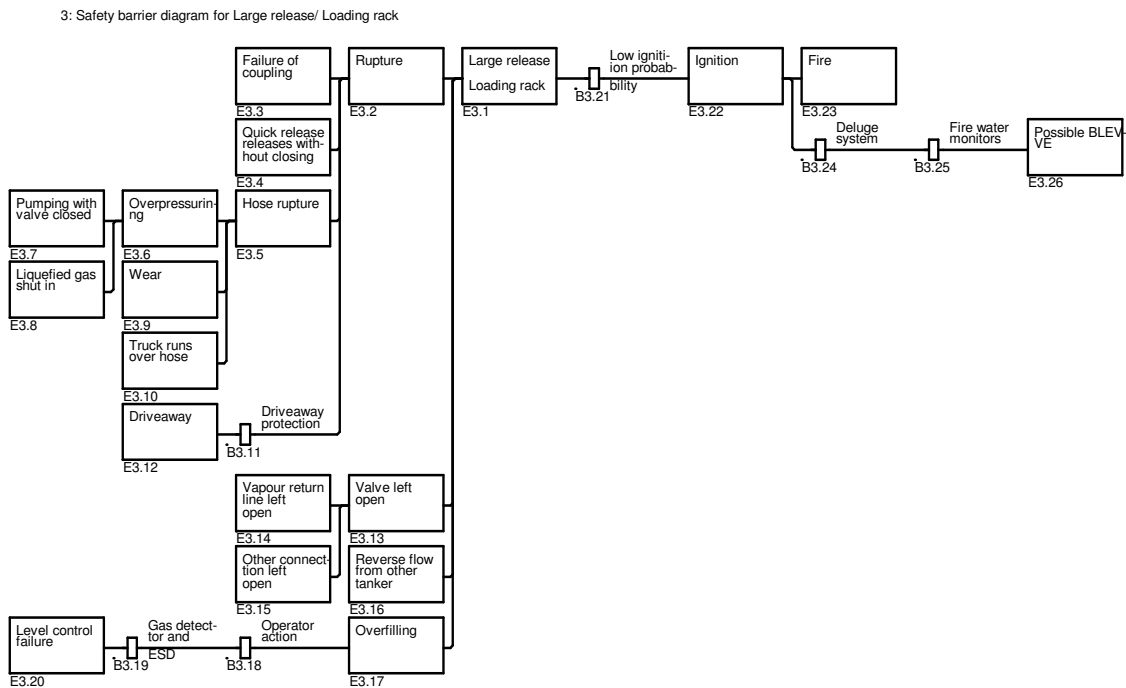 3: Safety barrier diagram for Large release/ Loading rack
Failure of
coupling
E3.3
Rupture
E3.2
Large release
Loading rack
E3.1
Low igniti-
ion probab-
bility
B3.21
Ignition
E3.22
Fire
E3.23
Quick release
releases with-
hout closing
E3.4
Deluge
system
B3.24
Fire water
monitors
B3.25
Possible BLEV-
VE
E3.26
Pumping with
valve closed
E3.7
Overpressurin-
ng
E3.6
Hose rupture
E3.5
Liquefied gas
shut in
E3.8
Wear
E3.9
Truck runs
over hose
E3.10
Driveaway
E3.12
Driveaway
protection
B3.11
Vapour return
line left
open
E3.14
Valve left
open
E3.13
Other connect-
tion left
open
E3.15
Reverse flow
from other
tanker
E3.16
Level control
failure
E3.20
Gas detect-
tor and
ESD
B3.19
Operator
action
B3.18
Overfilling
E3.17